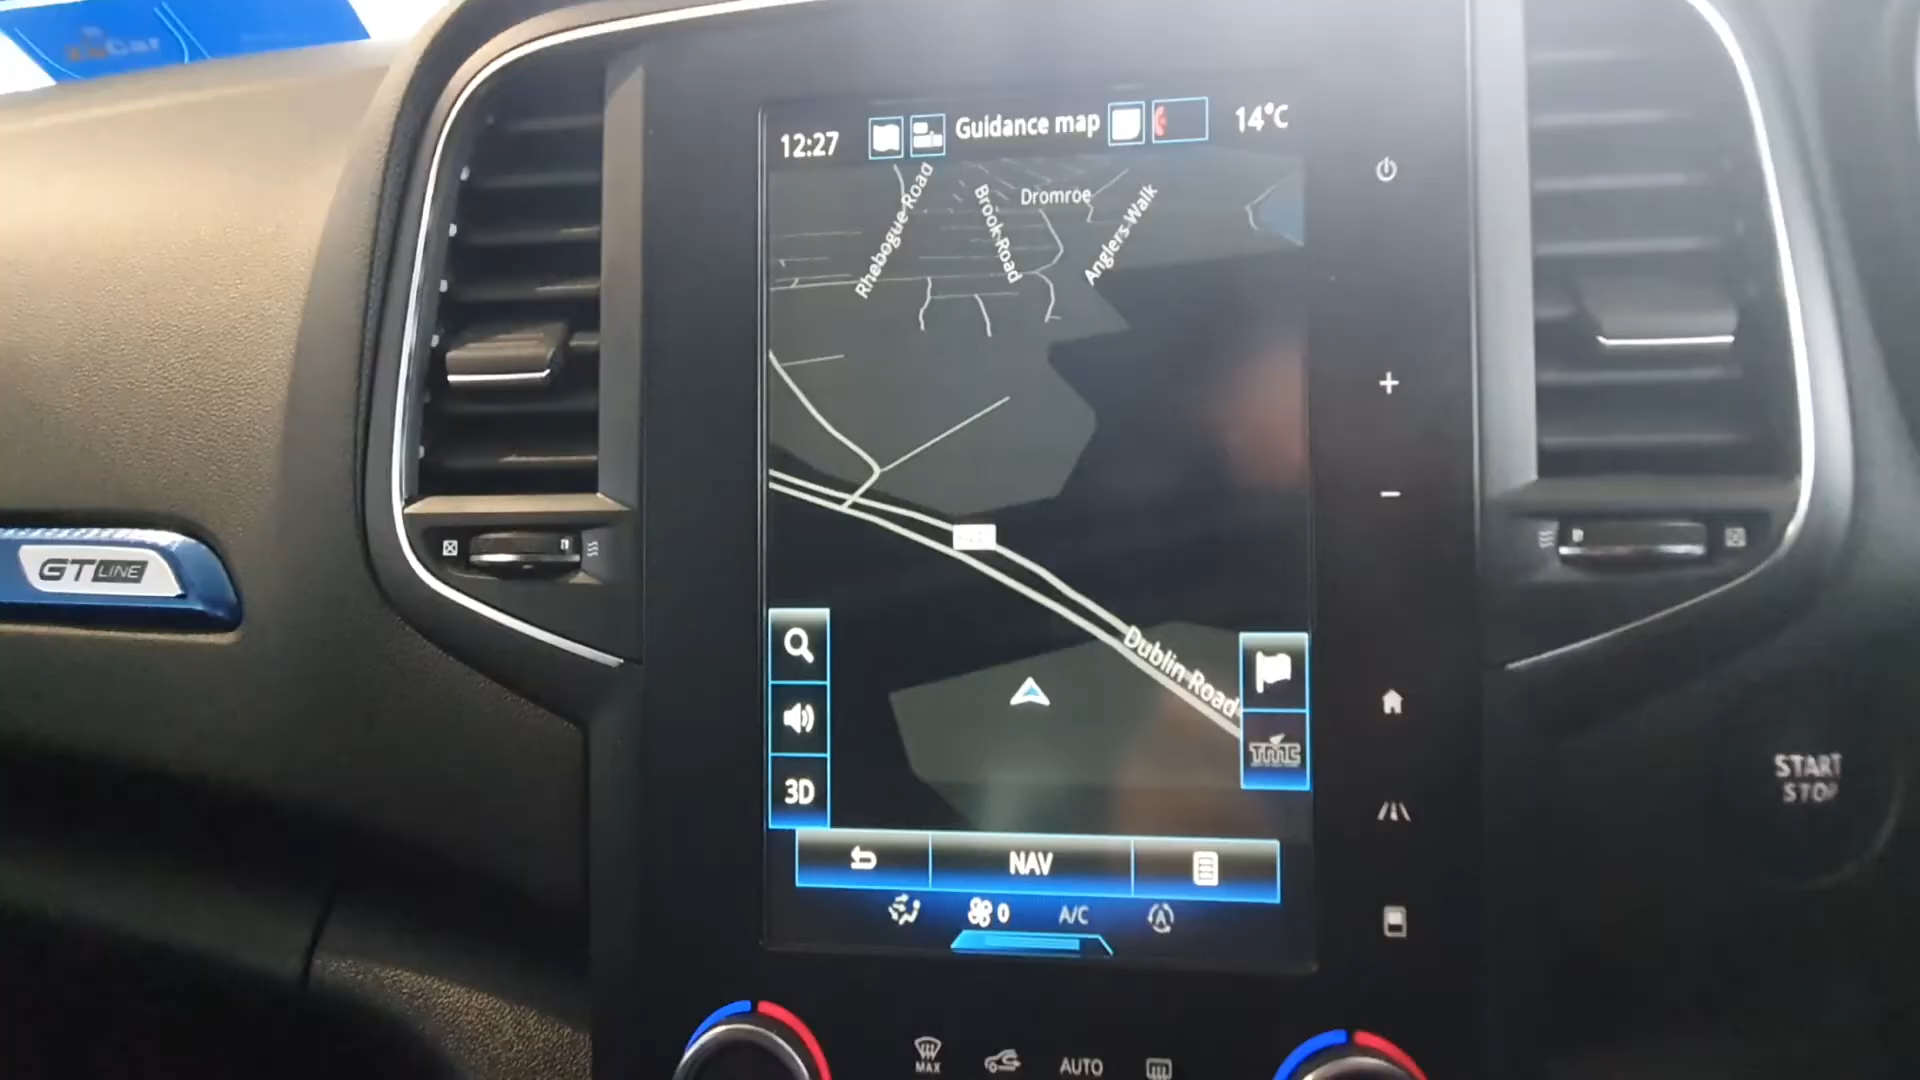 12:27
Guidance map
14°C
Rhebogue Road
Brook Road
Dromroe
Anglers Walk
GT LINE
Dublin Road
TMC
3D
START
STOP
NAV
0
A/C
A
MAX
AUTO